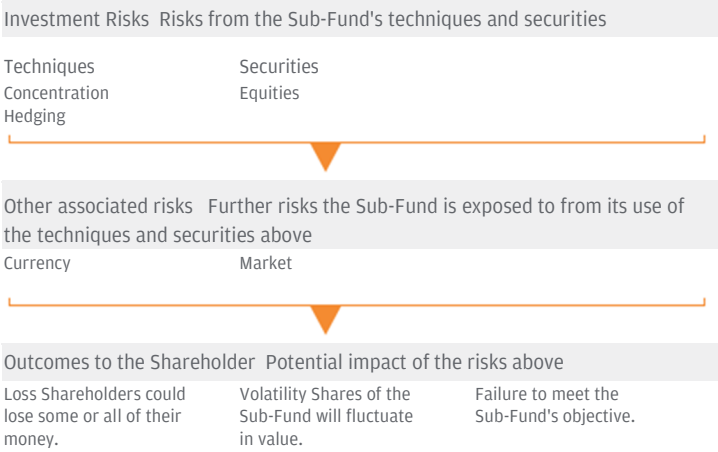 Investment Risks Risks from the Sub-Fund's techniques and securities
Techniques
Concentration
Hedging
Securities
Equities
Other associated risks Further risks the Sub-Fund is exposed to from its use of
the techniques and securities above
Currency
Market
Outcomes to the Shareholder Potential impact of the risks above
Loss Shareholders could
lose some or all of their
money.
Volatility Shares of the
Sub-Fund will fluctuate
in value.
Failure to meet the
Sub-Fund's objective.